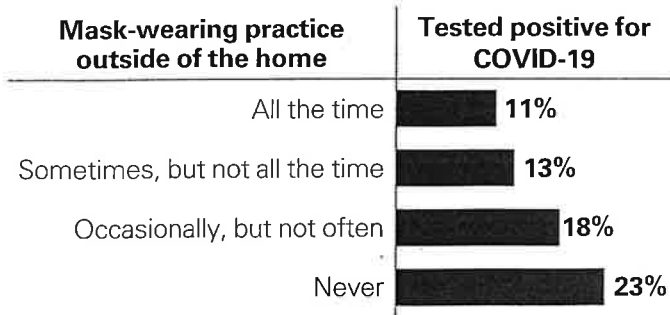 Mask-wearing practice
outside of the home
Tested positive for
COVID-19
All the time 11%
Sometimes, but not all the time 13%
Occasionally, but not often 18%
Never 23%